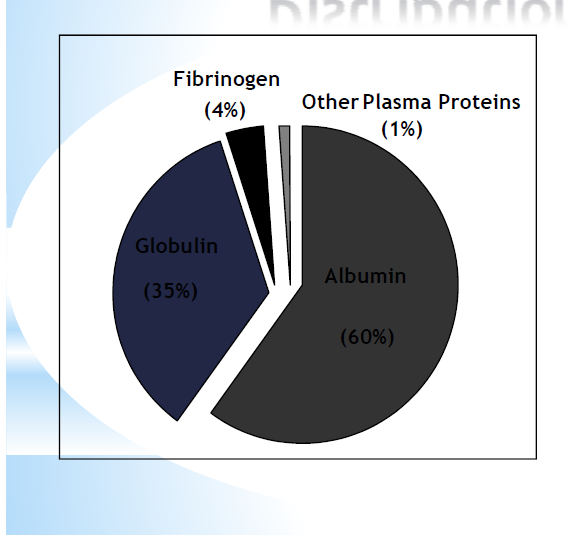 Fibrinogen
(4%)
Other Plasma Proteins
(1%)
Globulin
(35%)
Albumin
(60%)